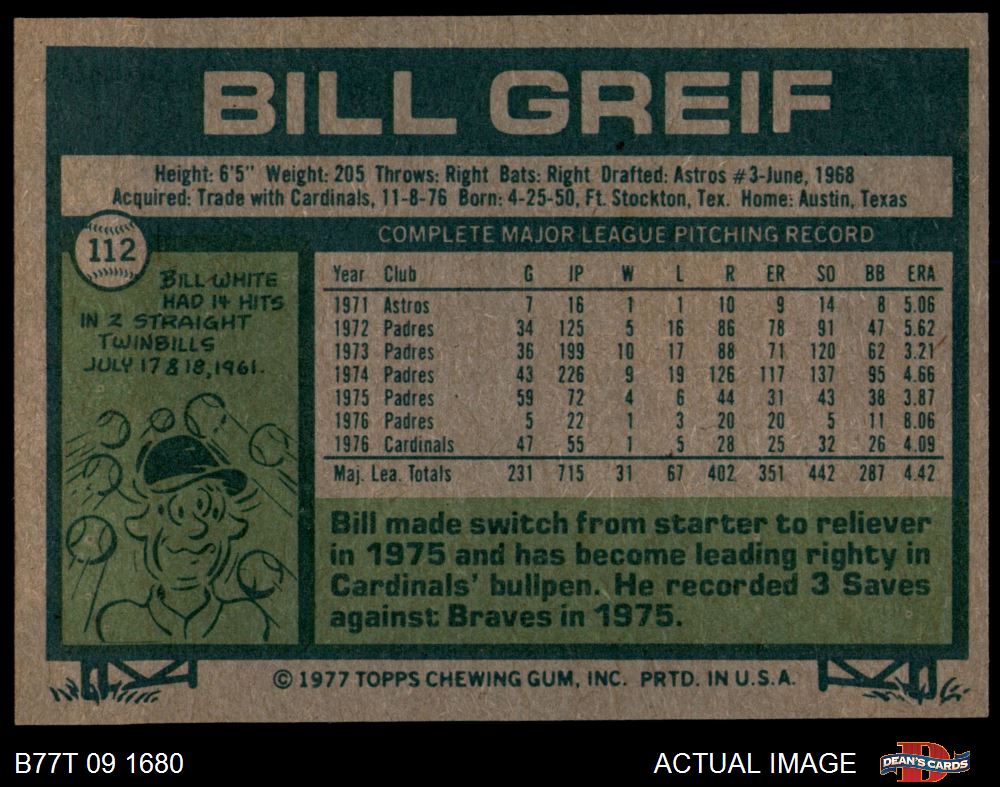 BILL GREIF
Height: 6'5" Weight: 205 Throws: Right Bats: Right Drafted: Astros #3-June, 1968
Acquired: Trade with Cardinals, 11-8-76 Born: 4-25-50, Ft. Stockton, Tex. Home: Austin, Texas
112
BILL WHITE
HAD 14 HITS
IN 2 STRAIGHT
TWINBILLS
JULY 17 & 18, 1961.
COMPLETE MAJOR LEAGUE PITCHING RECORD
Year Club G IP W L R ER SO BB ERA
1971 Astros 7 16 1 1 10 9 14 8 5.06
1972 Padres 34 125 5 16 86 78 91 47 5.62
1973 Padres 36 199 10 17 88 71 120 62 3.21
1974 Padres 43 226 9 19 126 117 137 95 4.66
1975 Padres 59 72 4 6 44 31 43 38 3.87
1976 Padres 5 22 1 3 20 20 5 11 8.06
1976 Cardinals 47 55 1 5 28 25 32 26 4.09
Maj. Lea. Totals 231 715 31 67 402 351 442 287 4.42
Bill made switch from starter to reliever
in 1975 and has become leading righty in
Cardinals' bullpen. He recorded 3 Saves
against Braves in 1975.
© 1977 TOPPS CHEWING GUM, INC. PRTD. IN U.S.A.
B77T 09 1680
ACTUAL IMAGE
D
DEAN'S CARDS